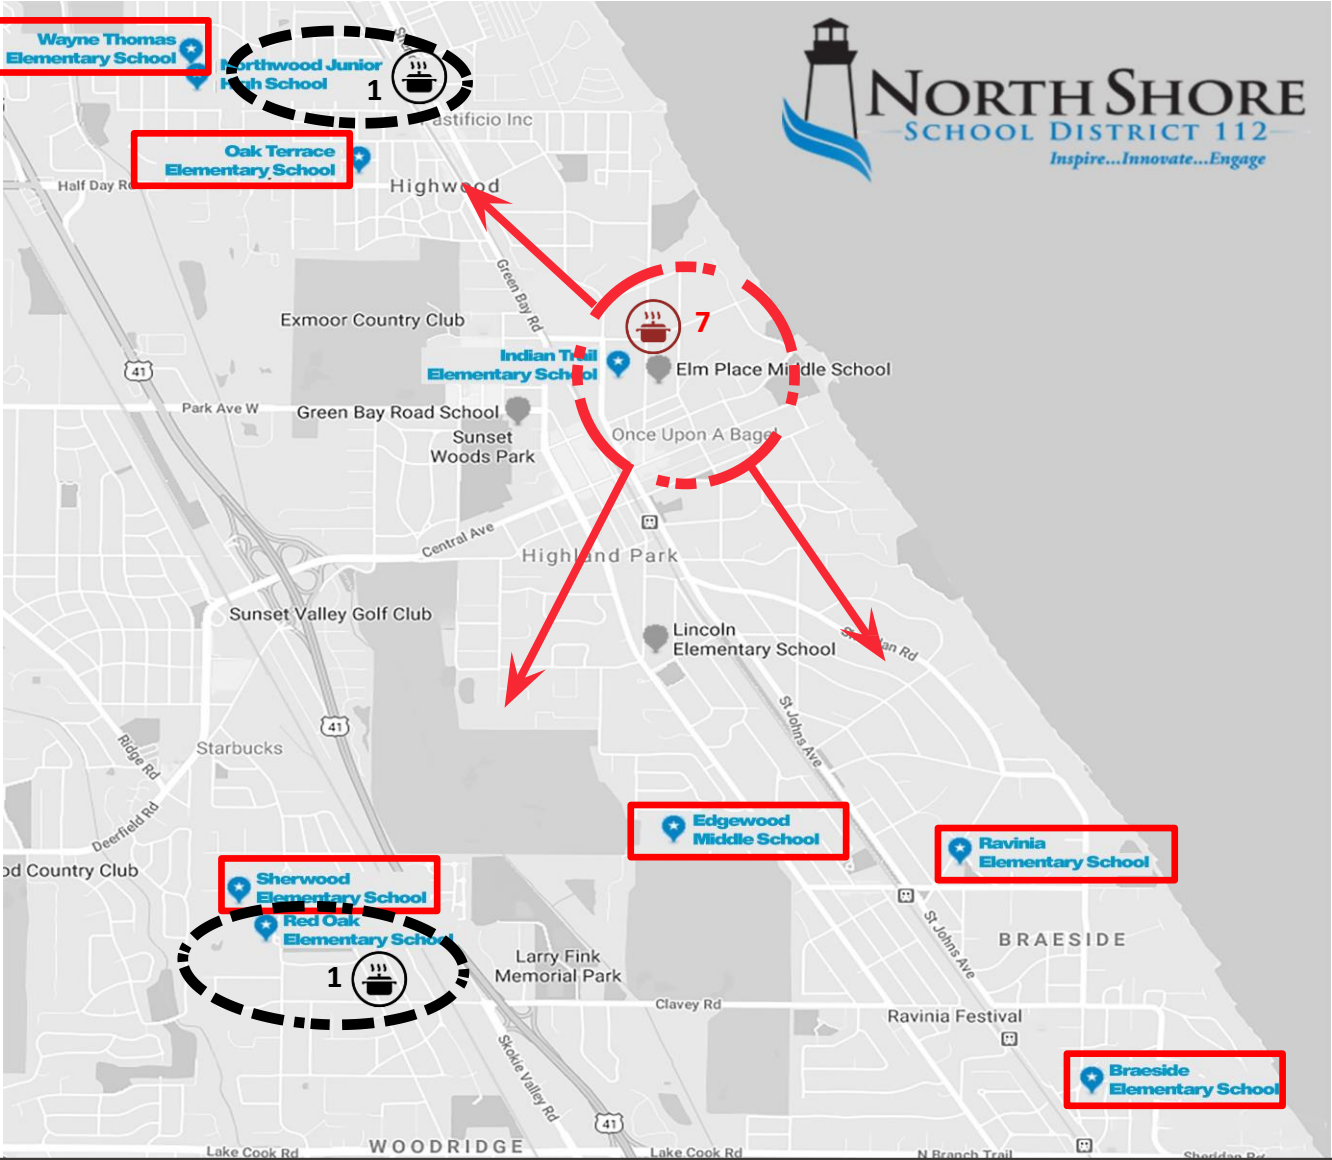 Wayne Thomas
Elementary School
Northwood Junior
High School
1
Pastificio Inc
NORTH SHORE
SCHOOL DISTRICT 112
Inspire...Innovate...Engage
Oak Terrace
Elementary School
Half Day Rd
Highwood
Green Bay Rd
Exmoor Country Club
7
Indian Trail
Elementary School
Elm Place Middle School
41
Park Ave W
Green Bay Road School
Sunset
Woods Park
Once Upon A Bagel
Central Ave
Highland Park
Sunset Valley Golf Club
Lincoln
Elementary School
Sheridan Rd
St Johns Ave
41
Starbucks
Ridge Rd
Deerfield Rd
Edgewood
Middle School
Ravinia
Elementary School
od Country Club
Sherwood
Elementary School
Red Oak
Elementary School
1
Larry Fink
Memorial Park
St Johns Ave
BRAESIDE
Clavey Rd
Ravinia Festival
Skokie Valley Rd
Braeside
Elementary School
41
WOODRIDGE
Lake Cook Rd
Lake Cook Rd
N Branch Trail
Sheridan Rd